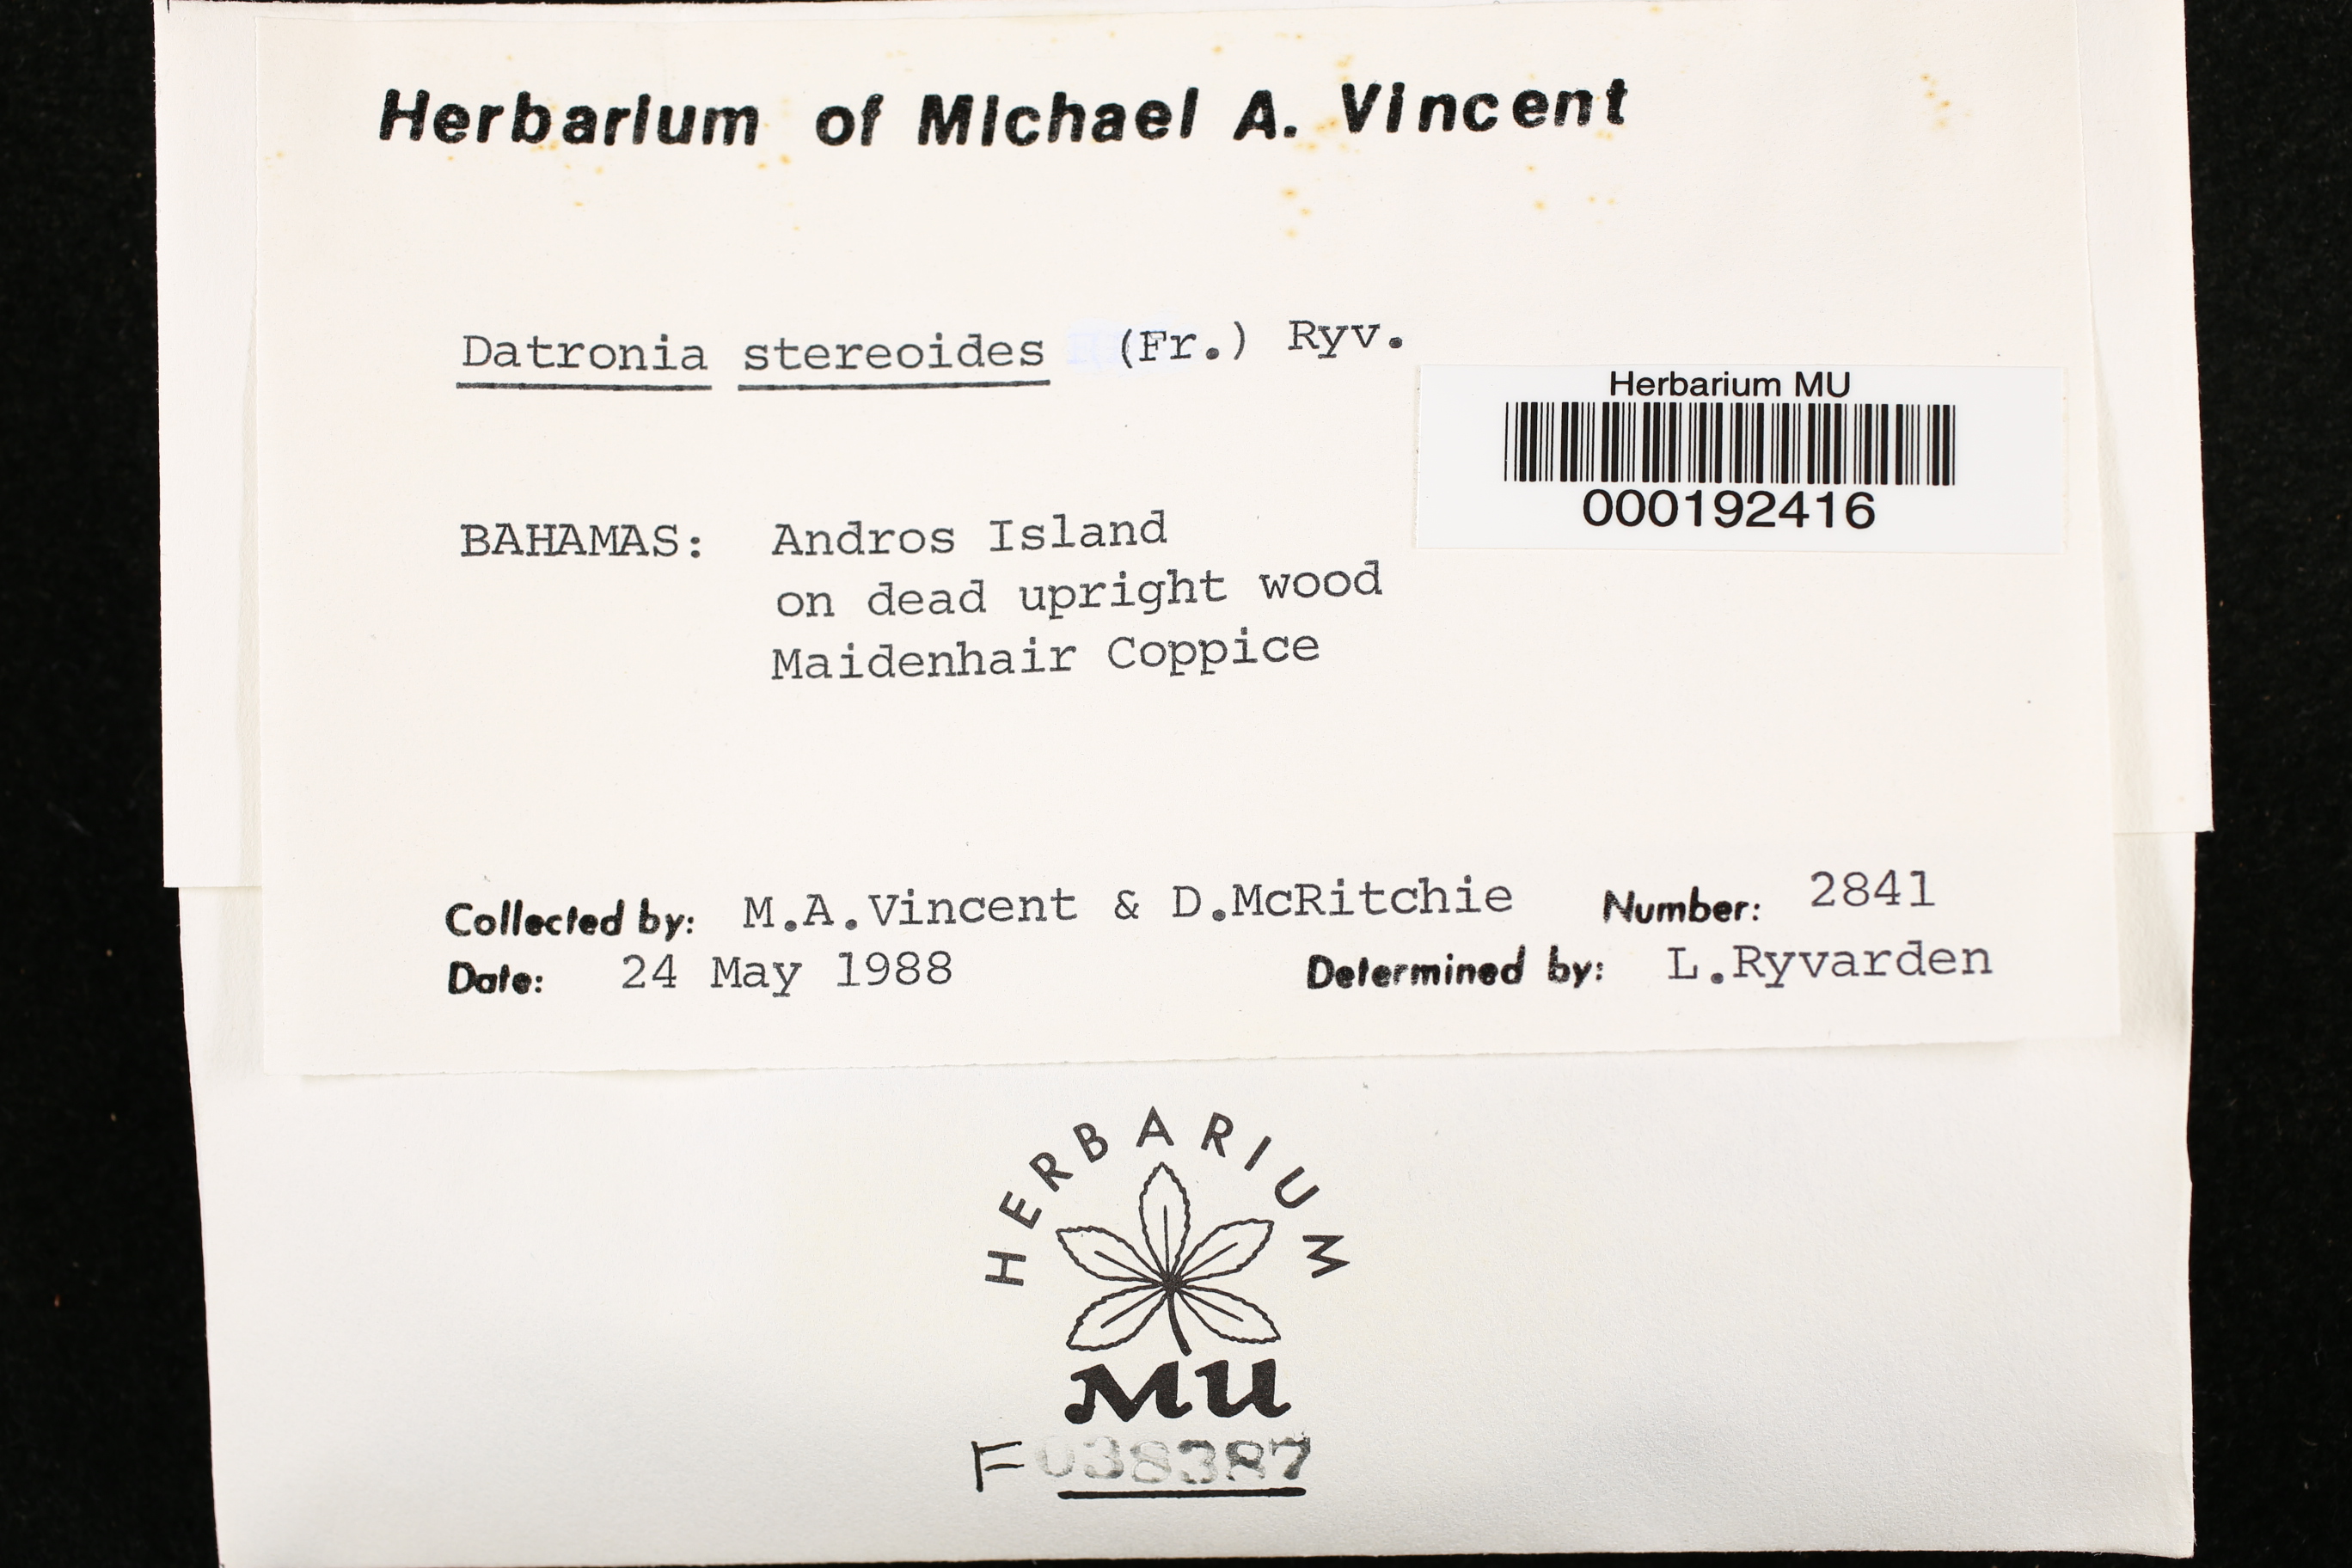 Herbarium of Michael A. Vincent
Datronia stereoides (Fr.) Ryv.
Herbarium MU
000192416
BAHAMAS: Andros Island
on dead upright wood
Maidenhair Coppice
Collected by: M.A.Vincent & D.McRitchie Number: 2841
Date: 24 May 1988 Determined by: L.Ryvarden
HERBARIUM
MU
F038387